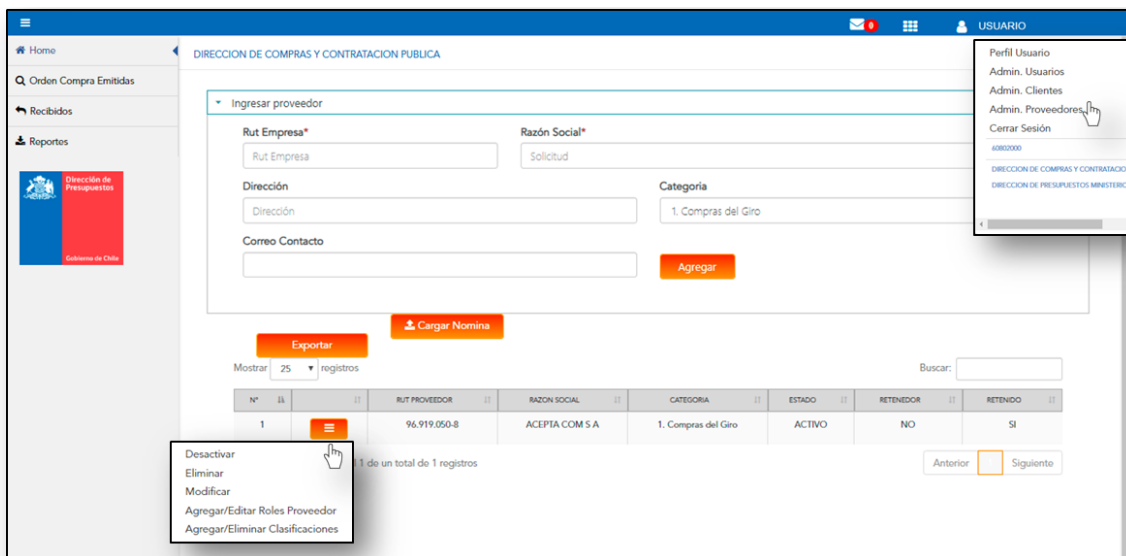 0
USUARIO
Home
DIRECCION DE COMPRAS Y CONTRATACION PUBLICA
Perfil Usuario
Admin. Usuarios
Admin. Clientes
Admin. Proveedores
Cerrar Sesión
60802000
DIRECCION DE COMPRAS Y CONTRATACIO
DIRECCION DE PRESUPUESTOS MINISTERIO
Orden Compra Emitidas
Recibidos
Reportes
Dirección de
Presupuestos
Gobierno de Chile
Ingresar proveedor
Rut Empresa* Razón Social*
Rut Empresa Solicitud
Dirección Categoria
Dirección 1. Compras del Giro
Correo Contacto
Agregar
Cargar Nomina
Exportar
Mostrar 25 registros Buscar:
N° RUT PROVEEDOR RAZON SOCIAL CATEGORIA ESTADO RETENEDOR RETENIDO
1 96.919.050-8 ACEPTA COM S A 1. Compras del Giro ACTIVO NO SI
1 de un total de 1 registros Anterior Siguiente
Desactivar
Eliminar
Modificar
Agregar/Editar Roles Proveedor
Agregar/Eliminar Clasificaciones